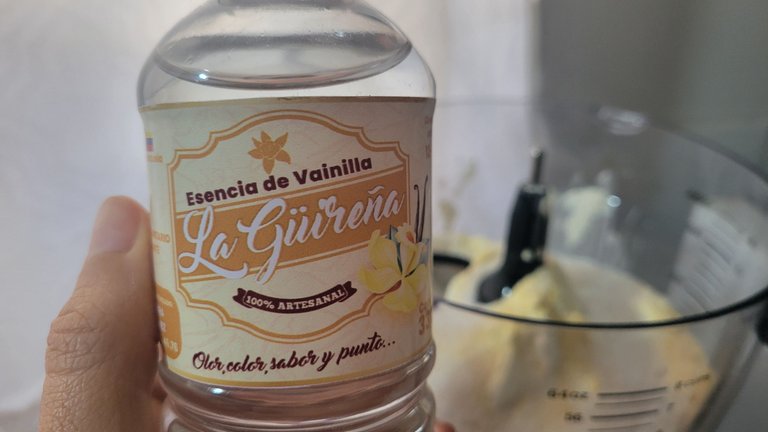 Esencia de Vainilla
La Güireña
100% ARTESANAL
Olor, color, sabor y punto...